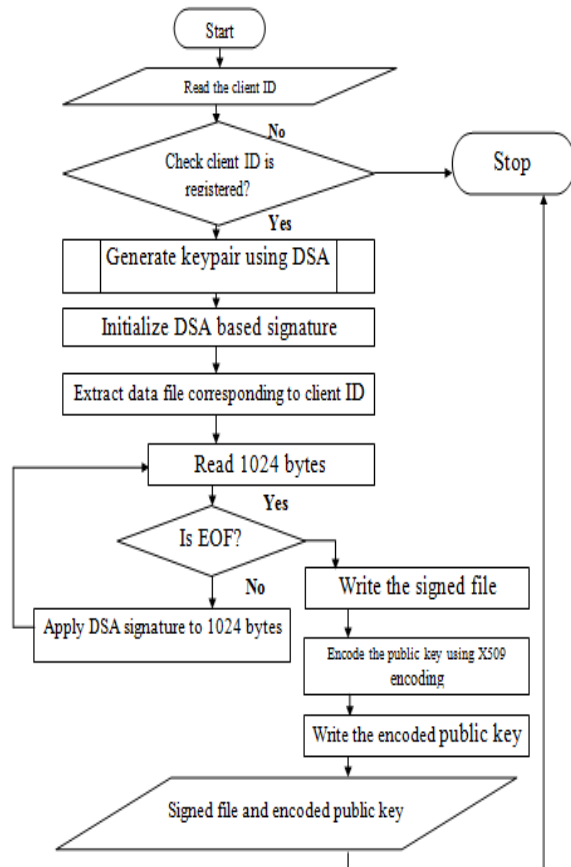 Start
Read the client ID
No
Check client ID is
registered?
Stop
Yes
Generate keypair using DSA
Initialize DSA based signature
Extract data file corresponding to client ID
Read 1024 bytes
Yes
Is EOF?
No
Write the signed file
Apply DSA signature to 1024 bytes
Encode the public key using X509
encoding
Write the encoded public key
Signed file and encoded public key